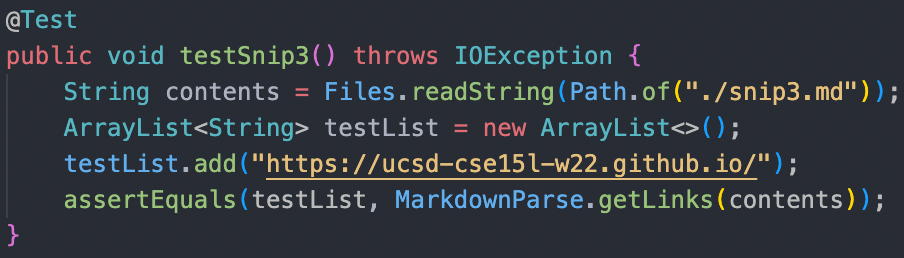 @Test
public void testSnip3() throws IOException {
    String contents = Files.readString(Path.of("./snip3.md"));
    ArrayList<String> testList = new ArrayList<>();
    testList.add("https://ucsd-cse15l-w22.github.io/");
    assertEquals(testList, MarkdownParse.getLinks(contents));
}